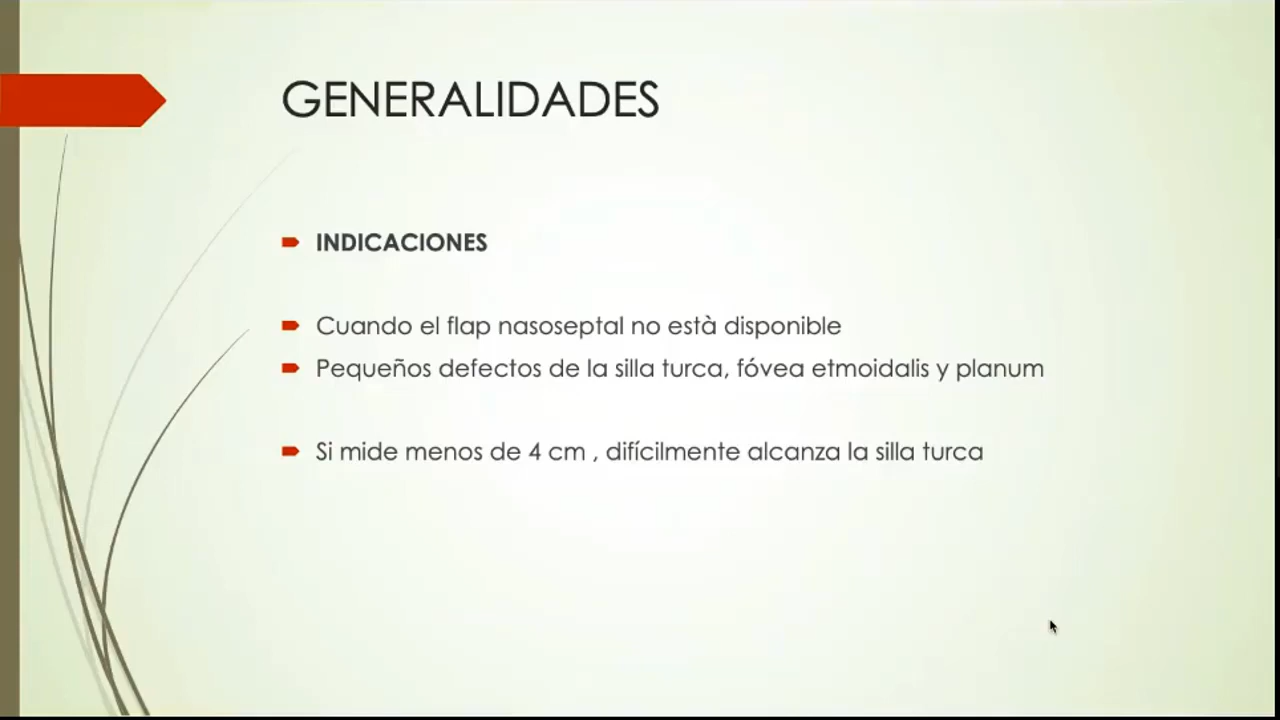 GENERALIDADES
INDICACIONES
Cuando el flap nasoseptal no està disponible
Pequeños defectos de la silla turca, fóvea etmoidalis y planum
Si mide menos de 4 cm , difícilmente alcanza la silla turca